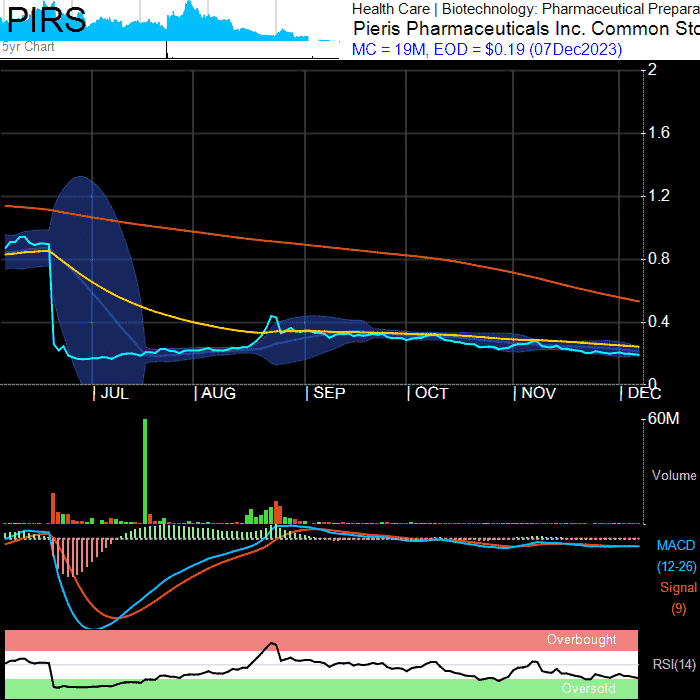 PIRS
Health Care | Biotechnology: Pharmaceutical Prepara
Pieris Pharmaceuticals Inc. Common Sto
MC = 19M, EOD = $0.19 (07Dec2023)
5yr Chart
2
1.6
1.2
0.8
0.4
0
JUL AUG SEP OCT NOV DEC
60M
Volume
MACD
(12-26)
Signal
(9)
Overbought
RSI(14)
Oversold